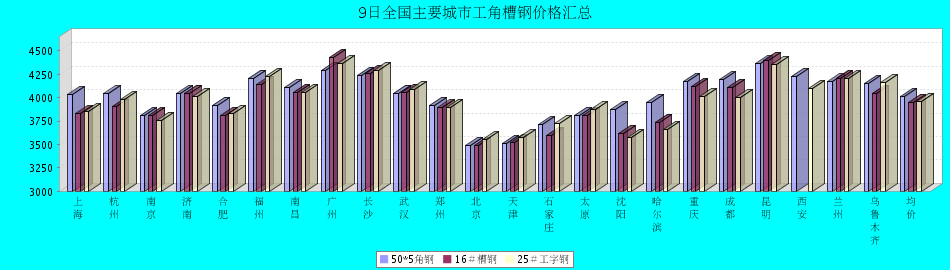 9日全国主要城市工角槽钢价格汇总
4500
4250
4000
3750
3500
3250
3000
上海
杭州
南京
济南
合肥
福州
南昌
广州
长沙
武汉
郑州
北京
天津
石家庄
太原
沈阳
哈尔滨
重庆
成都
昆明
西安
兰州
乌鲁木齐
均价
50*5角钢
16#槽钢
25#工字钢